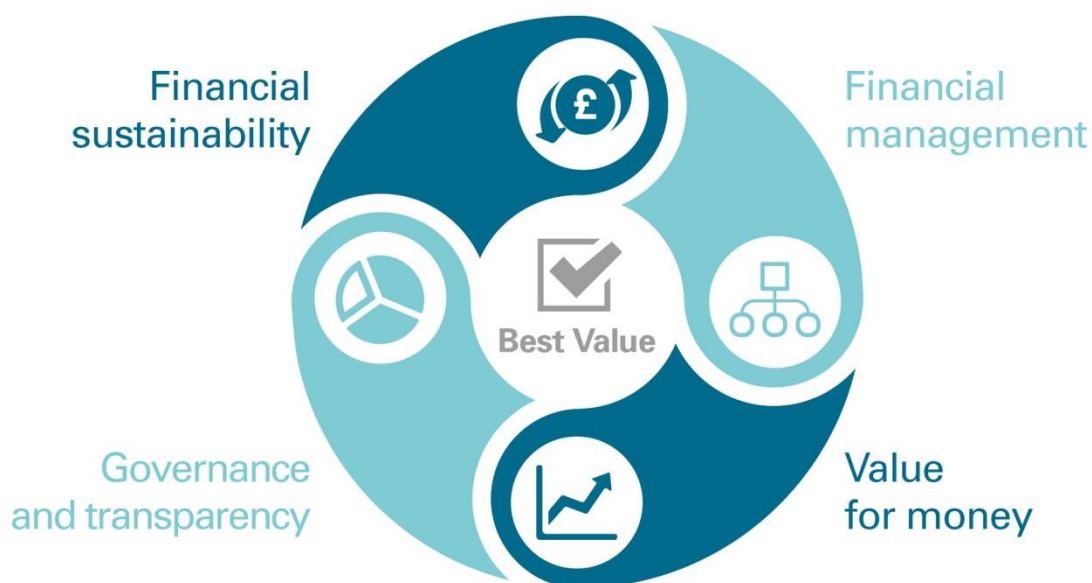 Financial
sustainability
Financial
management
£
Best Value
Governance
and transparency
Value
for money